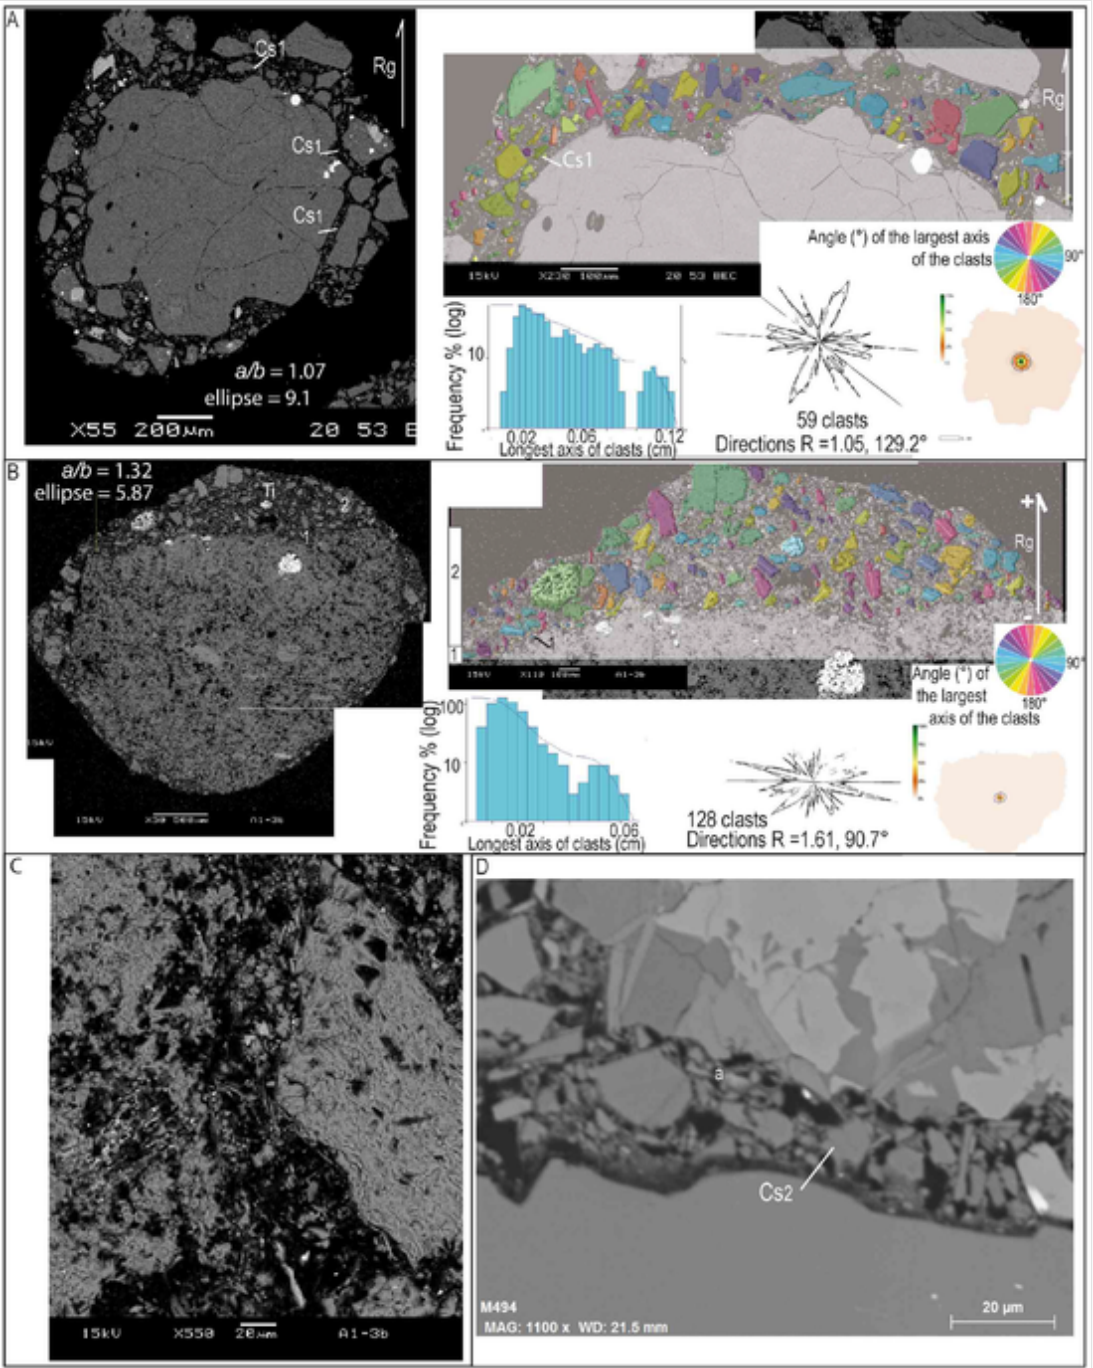 A
Cs1
Rg
Cs1
Cs1
a/b = 1.07
ellipse = 9.1
X55 200µm 20 53 E
Rg
Cs1
15kV X230 100µm 20 53 BEC
Angle (°) of the largest axis
of the clasts
90°
180°
Frequency % (log)
10
0.02 0.06 0.12
Longest axis of clasts (cm)
59 clasts
Directions R =1.05, 129.2°
B
a/b = 1.32
ellipse = 5.87
Ti
2
1
15kV X30 500µm A1-3b
+
Rg
2
1
15kV X110 100µm A1-3b
90°
180°
Angle (°) of
the largest
axis of the clasts
Frequency % (log)
100
10
0.02 0.06
Longest axis of clasts (cm)
128 clasts
Directions R =1.61, 90.7°
C
15kV X550 20µm A1-3b
D
a
Cs2
M494
MAG: 1100 x WD: 21.5 mm
20 µm